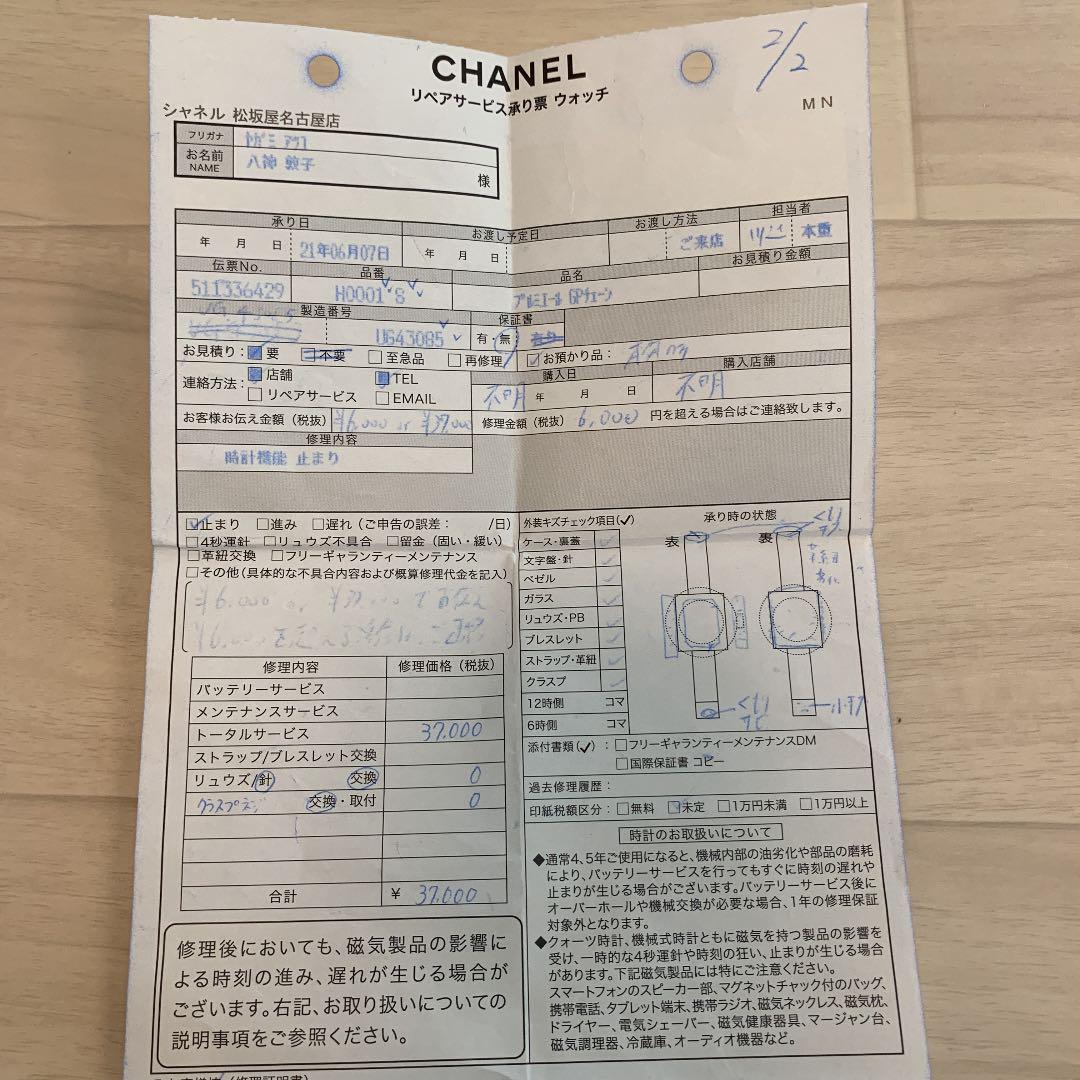 2/2
CHANEL
リペアサービス承り票 ウォッチ
MN
シャネル 松坂屋名古屋店
フリガナ
お名前 八神 敦子
NAME
様
承り日 お渡し予定日 お渡し方法 担当者
年 月 日 21年06月07日 年 月 日 ご来店 本重
伝票No. 品番 品名 お見積り金額
511336429 H0001's プルミエール GPチェーン
製造番号 保証書
UG43085 有・無
お見積り: 要 不要 至急品 再修理 お預かり品:
連絡方法: 店舗 TEL
リペアサービス EMAIL
購入日 購入店舗
不明 年 月 日 不明
お客様お伝え金額(税抜) ¥6,000 or ¥37,000
修理金額(税抜) 6,000 円を超える場合はご連絡致します。
修理内容
時計機能 止まり
止まり 進み 遅れ(ご申告の誤差: /日)
4秒運針 リュウズ不具合 留金(固い・緩い)
革紐交換 フリーギャランティーメンテナンス
その他(具体的な不具合内容および概算修理代金を記入)
修理内容 修理価格(税抜)
バッテリーサービス
メンテナンスサービス
トータルサービス 37,000
ストラップ/ブレスレット交換
リュウズ/針 交換 0
交換・取付 0
合計 ¥ 37,000
修理後においても、磁気製品の影響に
よる時刻の進み、遅れが生じる場合が
ございます。右記、お取り扱いについての
説明事項をご参照ください。
外装キズチェック項目(✓) 承り時の状態
ケース・裏蓋
文字盤・針
ベゼル
ガラス
リュウズ・PB
ブレスレット
ストラップ・革紐
クラスプ
12時側 コマ
6時側 コマ
表 裏
添付書類(✓): フリーギャランティーメンテナンスDM
国際保証書 コピー
過去修理履歴:
印紙税額区分: 無料 未定 1万円未満 1万円以上
時計のお取扱いについて
◆通常4、5年ご使用になると、機械内部の油劣化や部品の磨耗
により、バッテリーサービスを行ってもすぐに時刻の遅れや
止まりが生じる場合がございます。バッテリーサービス後に
オーバーホールや機械交換が必要な場合、1年の修理保証
対象外となります。
◆クォーツ時計、機械式時計ともに磁気を持つ製品の影響を
受け、一時的な4秒運針や時刻の狂い、止まりが生じる場合
があります。下記磁気製品には特にご注意ください。
スマートフォンのスピーカー部、マグネットチャック付のバッグ、
携帯電話、タブレット端末、携帯ラジオ、磁気ネックレス、磁気枕、
ドライヤー、電気シェーバー、磁気健康器具、マージャン台、
磁気調理器、冷蔵庫、オーディオ機器など。